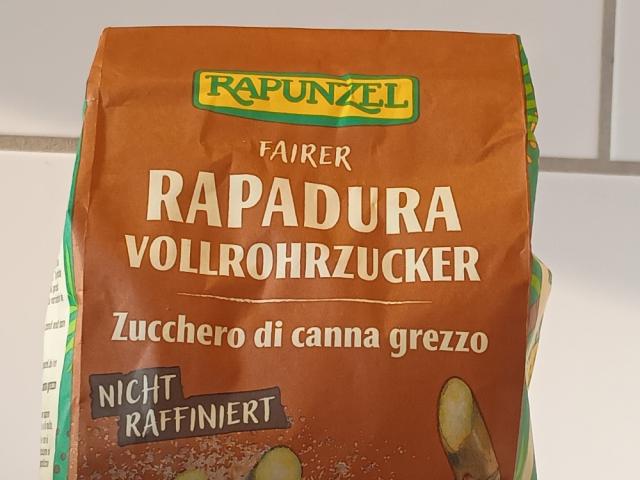 RAPUNZEL
FAIRER
RAPADURA
VOLLROHRZUCKER
Zucchero di canna grezzo
NICHT
RAFFINIERT